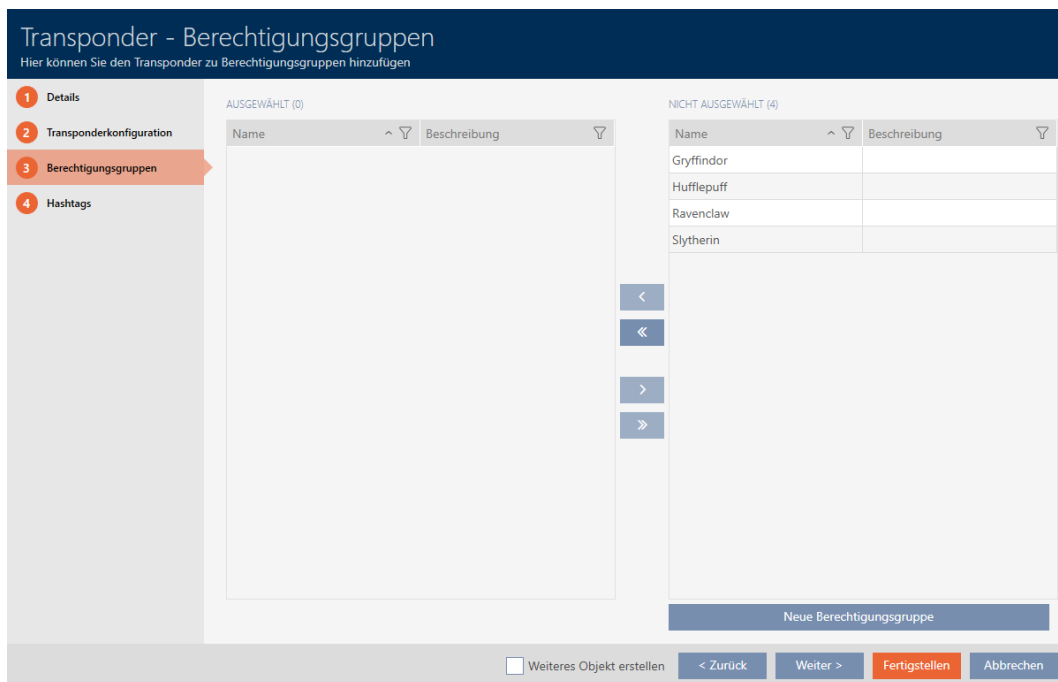 Transponder - Berechtigungsgruppen
Hier können Sie den Transponder zu Berechtigungsgruppen hinzufügen
1 Details
2 Transponderkonfiguration
3 Berechtigungsgruppen
4 Hashtags
AUSGEWÄHLT (0)
Name Beschreibung
NICHT AUSGEWÄHLT (4)
Name Beschreibung
Gryffindor
Hufflepuff
Ravenclaw
Slytherin
<
«
>
»
Neue Berechtigungsgruppe
Weiteres Objekt erstellen < Zurück Weiter > Fertigstellen Abbrechen